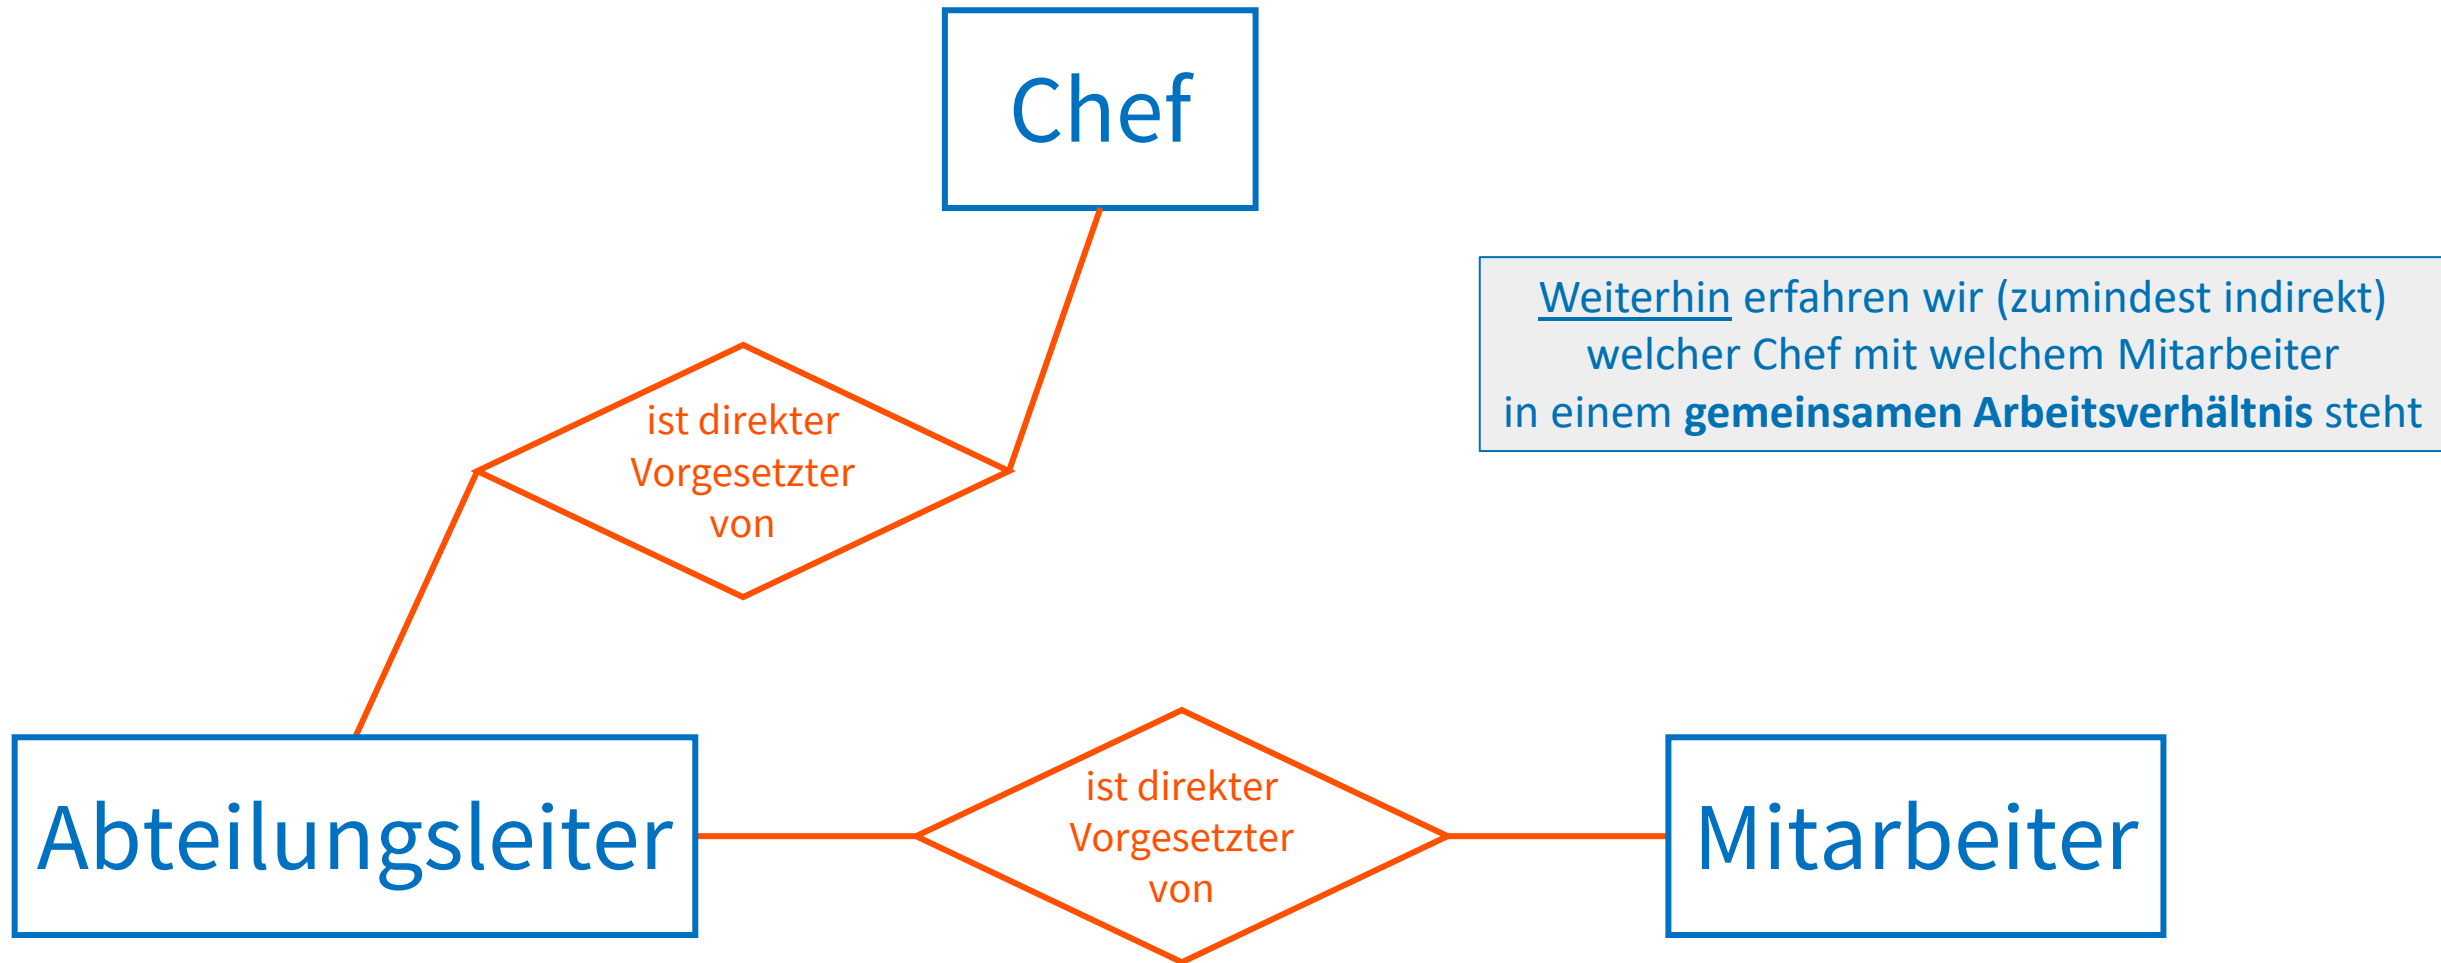 Chef
Weiterhin erfahren wir (zumindest indirekt)
welcher Chef mit welchem Mitarbeiter
in einem gemeinsamen Arbeitsverhältnis steht
ist direkter
Vorgesetzter
von
Abteilungsleiter
ist direkter
Vorgesetzter
von
Mitarbeiter